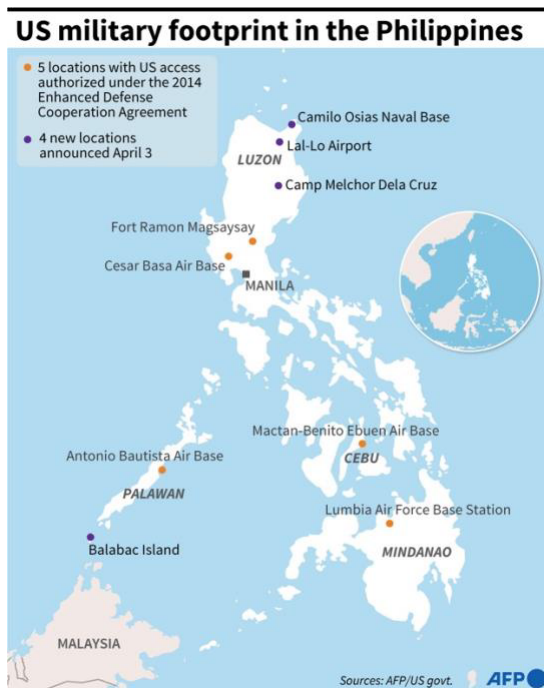 US military footprint in the Philippines
5 locations with US access
authorized under the 2014
Enhanced Defense
Cooperation Agreement
4 new locations
announced April 3
Camilo Osias Naval Base
Lal-Lo Airport
LUZON
Camp Melchor Dela Cruz
Fort Ramon Magsaysay
Cesar Basa Air Base
MANILA
Mactan-Benito Ebuen Air Base
CEBU
Antonio Bautista Air Base
PALAWAN
Lumbia Air Force Base Station
MINDANAO
Balabac Island
MALAYSIA
Sources: AFP/US govt.
AFP